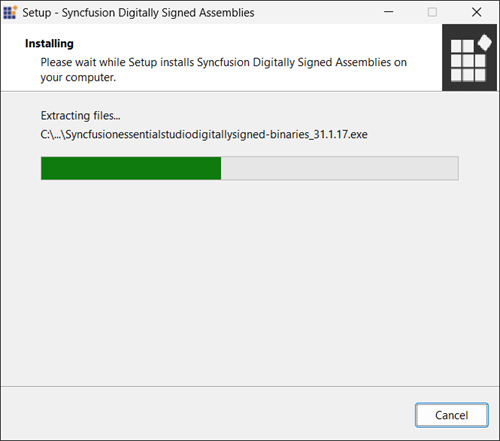 Setup - Syncfusion Digitally Signed Assemblies
Installing
Please wait while Setup installs Syncfusion Digitally Signed Assemblies on
your computer.
Extracting files...
C:\...\Syncfusionessentialstudiodigitallysigned-binaries_31.1.17.exe
Cancel